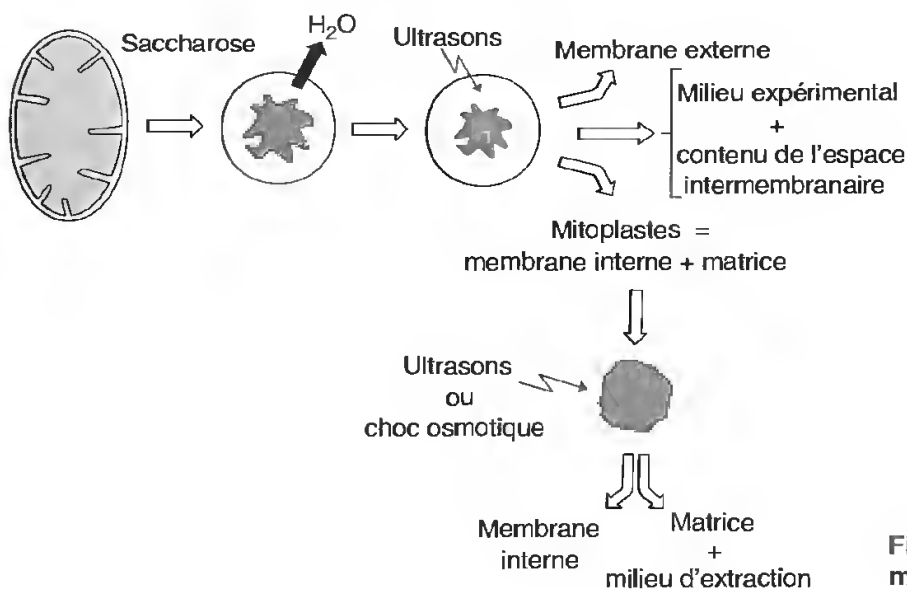 H₂O
Saccharose
Ultrasons
Membrane externe
Milieu expérimental
+
contenu de l'espace
intermembranaire
Mitoplastes =
membrane interne + matrice
Ultrasons
ou
choc osmotique
Membrane
interne
Matrice
+
milieu d'extraction